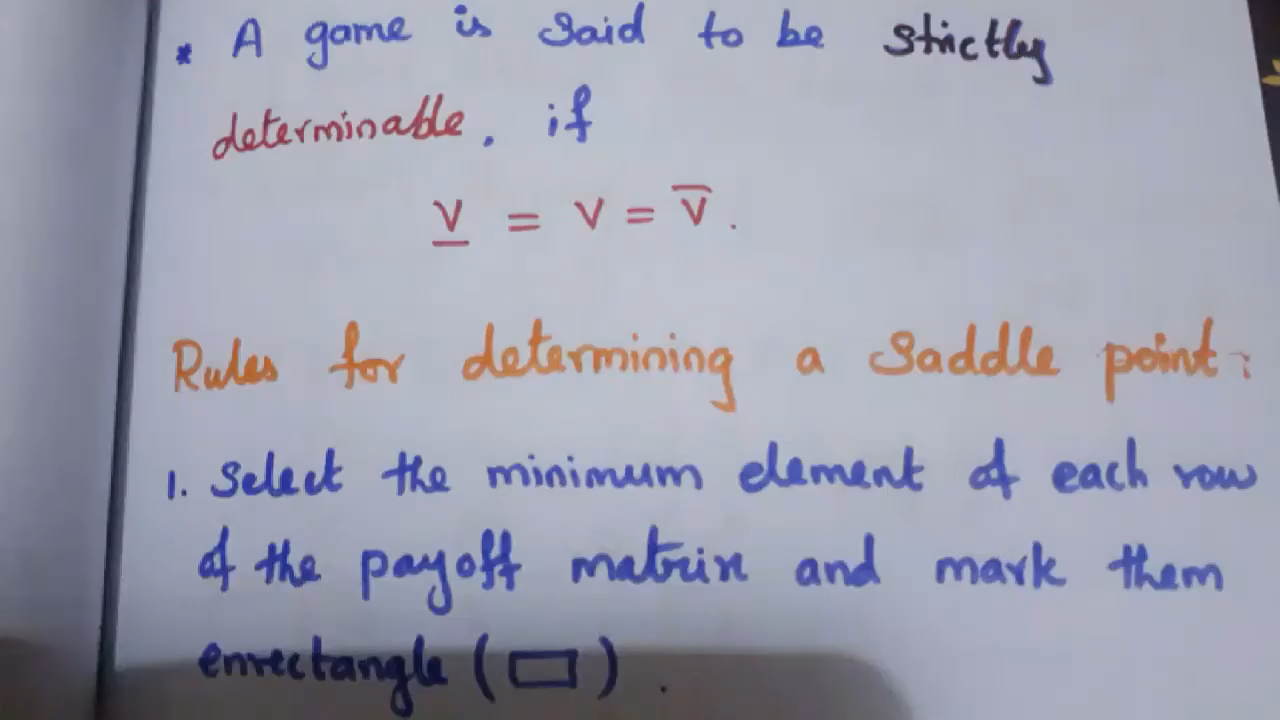 * A game is said to be strictly
determinable, if
v̲ = v = v̅.
Rules for determining a saddle point:
1. Select the minimum element of each row
of the payoff matrix and mark them
enrectangle (▭).